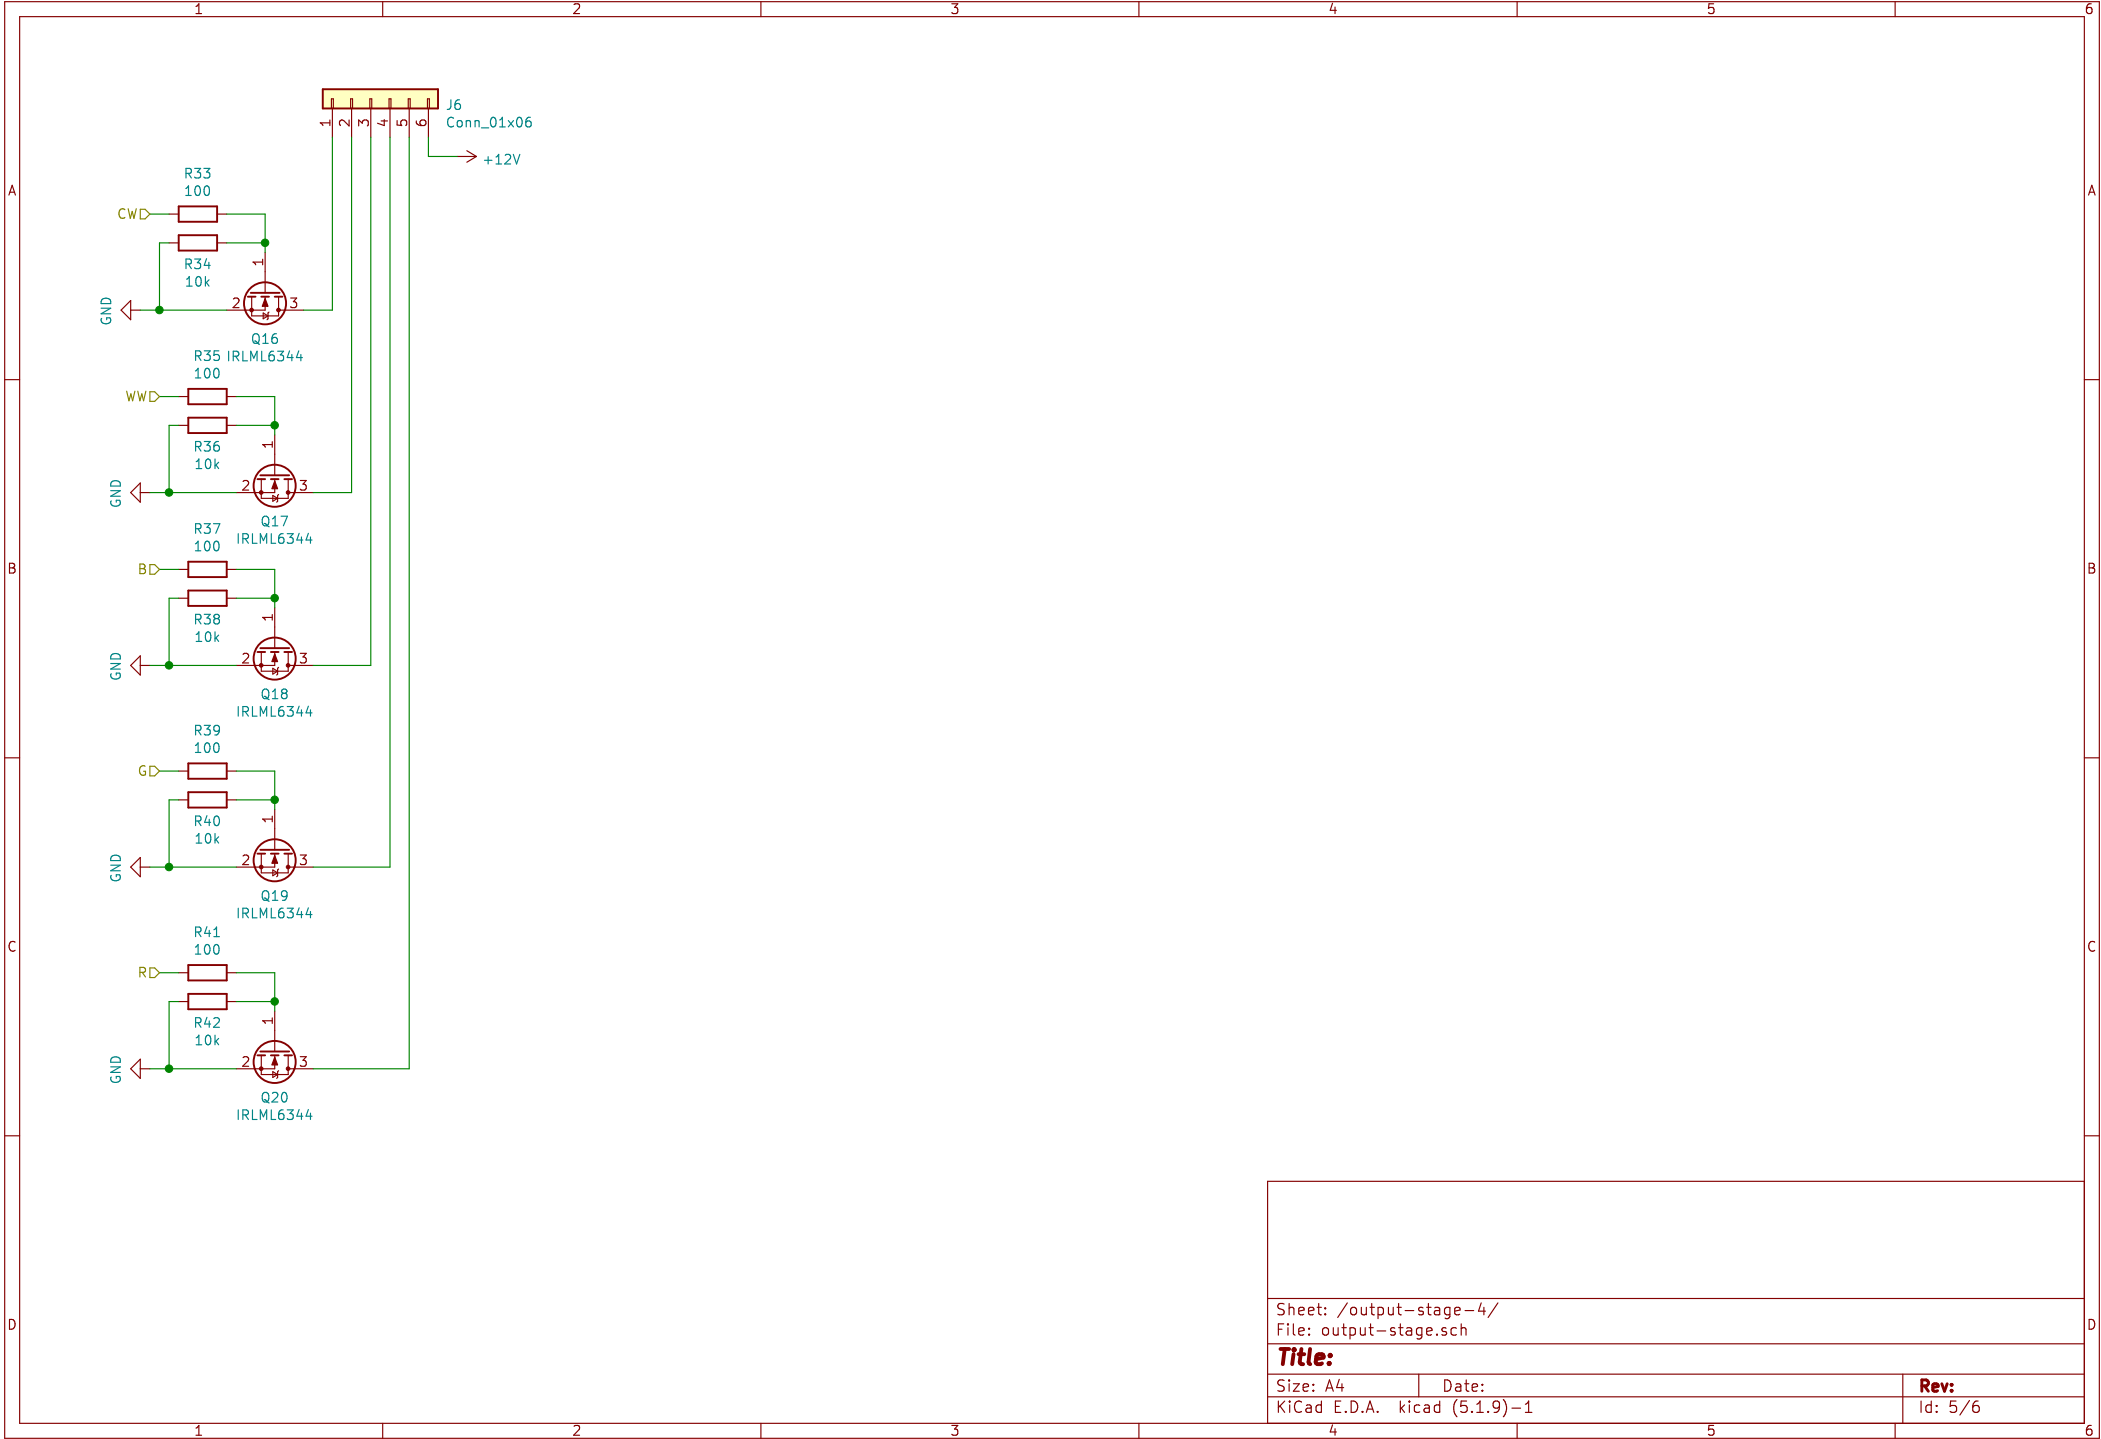 1 2 3 4 5 6
J6
Conn_01x06
1 2 3 4 5 6
+12V
A A
R33
100
CW
R34
10k
1
2 3
GND
Q16
IRLML6344
R35
100
WW
R36
10k
1
2 3
GND
Q17
IRLML6344
R37
100
B
B B
R38
10k
1
2 3
GND
Q18
IRLML6344
R39
100
G
R40
10k
1
2 3
GND
Q19
IRLML6344
R41
100
C C
R
R42
10k
1
2 3
GND
Q20
IRLML6344
Sheet: /output-stage-4/
File: output-stage.sch
D D
Title:
Size: A4 Date: Rev:
KiCad E.D.A. kicad (5.1.9)-1 Id: 5/6
1 2 3 4 5 6